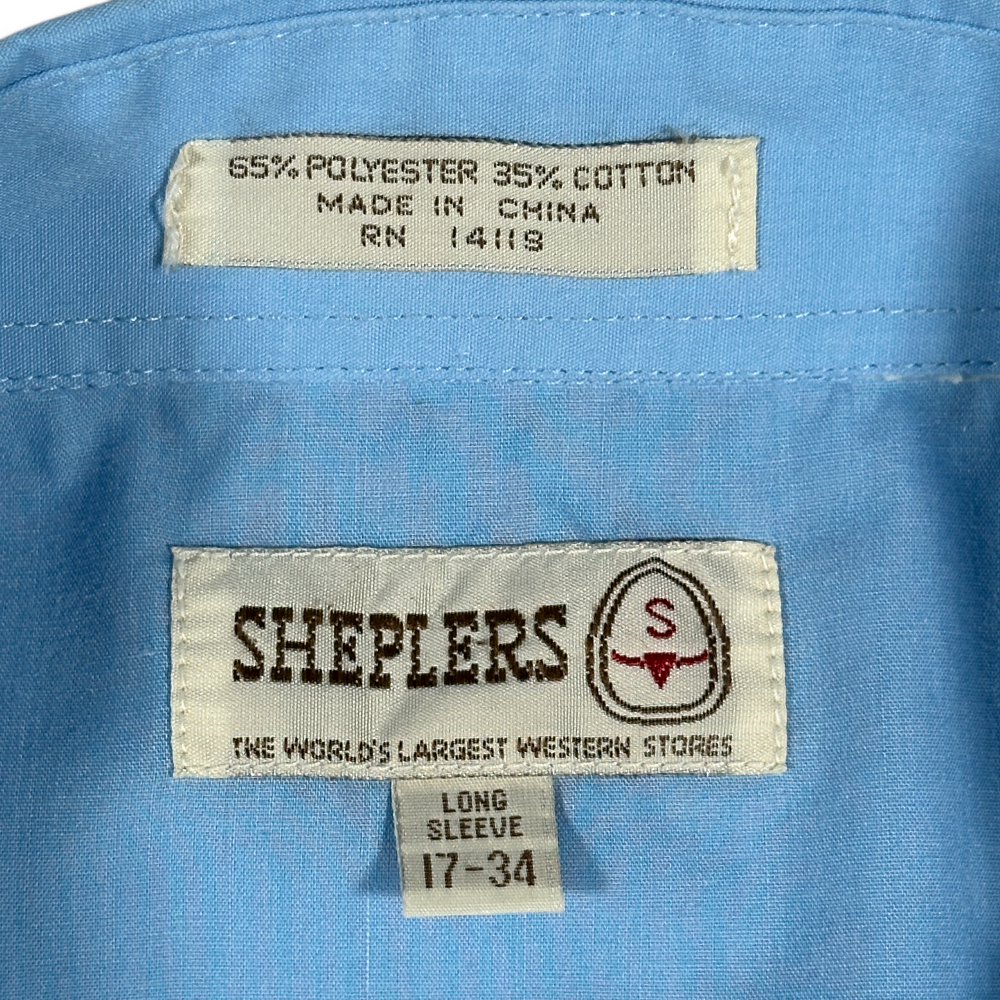 65% POLYESTER 35% COTTON
MADE IN CHINA
RN 14119
SHEPLERS
S
THE WORLD'S LARGEST WESTERN STORES
LONG
SLEEVE
17-34